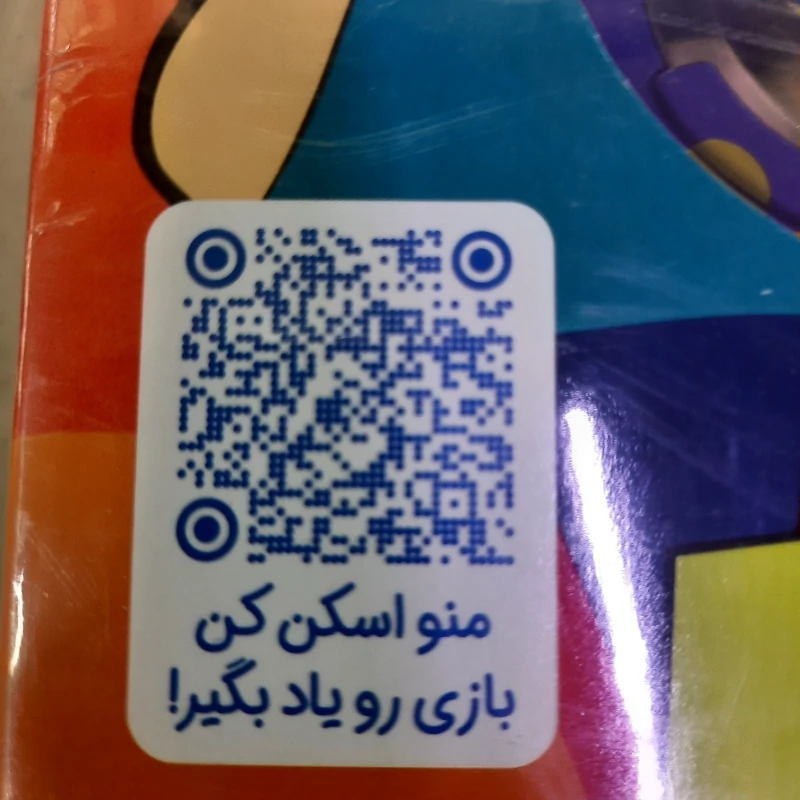 منو اسکن کن
بازی رو یاد بگیر!